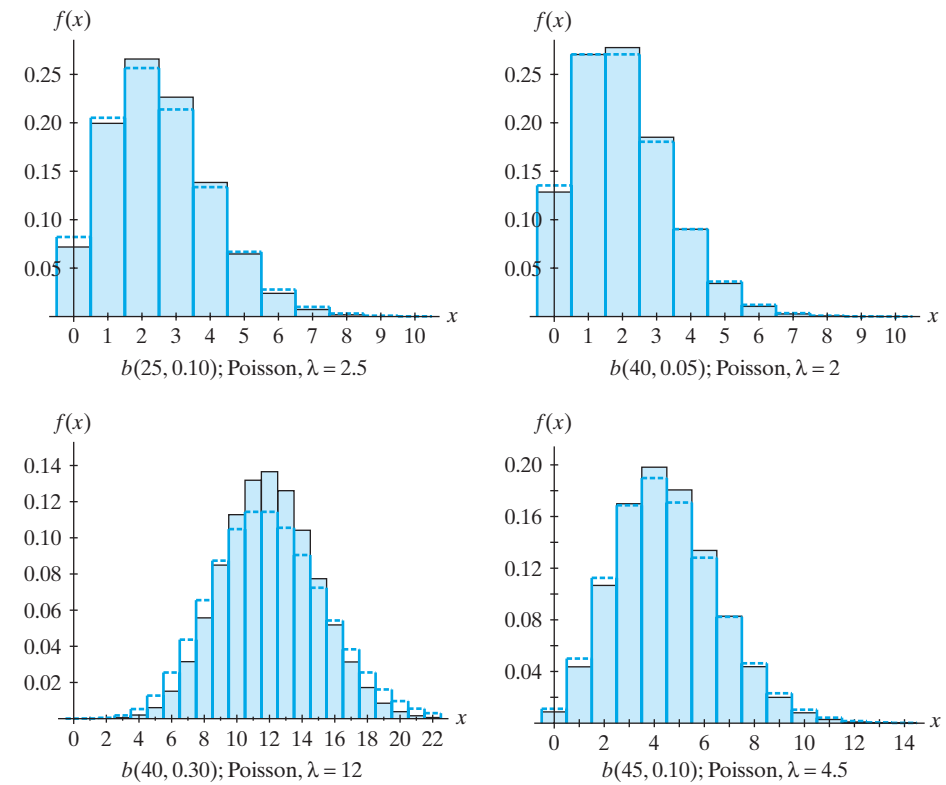 f(x)
0.25
0.20
0.15
0.10
0.05
0 1 2 3 4 5 6 7 8 9 10 x
b(25, 0.10); Poisson, λ = 2.5
f(x)
0.25
0.20
0.15
0.10
0.05
0 1 2 3 4 5 6 7 8 9 10 x
b(40, 0.05); Poisson, λ = 2
f(x)
0.14
0.12
0.10
0.08
0.06
0.04
0.02
0 2 4 6 8 10 12 14 16 18 20 22 x
b(40, 0.30); Poisson, λ = 12
f(x)
0.20
0.16
0.12
0.08
0.04
0 2 4 6 8 10 12 14 x
b(45, 0.10); Poisson, λ = 4.5